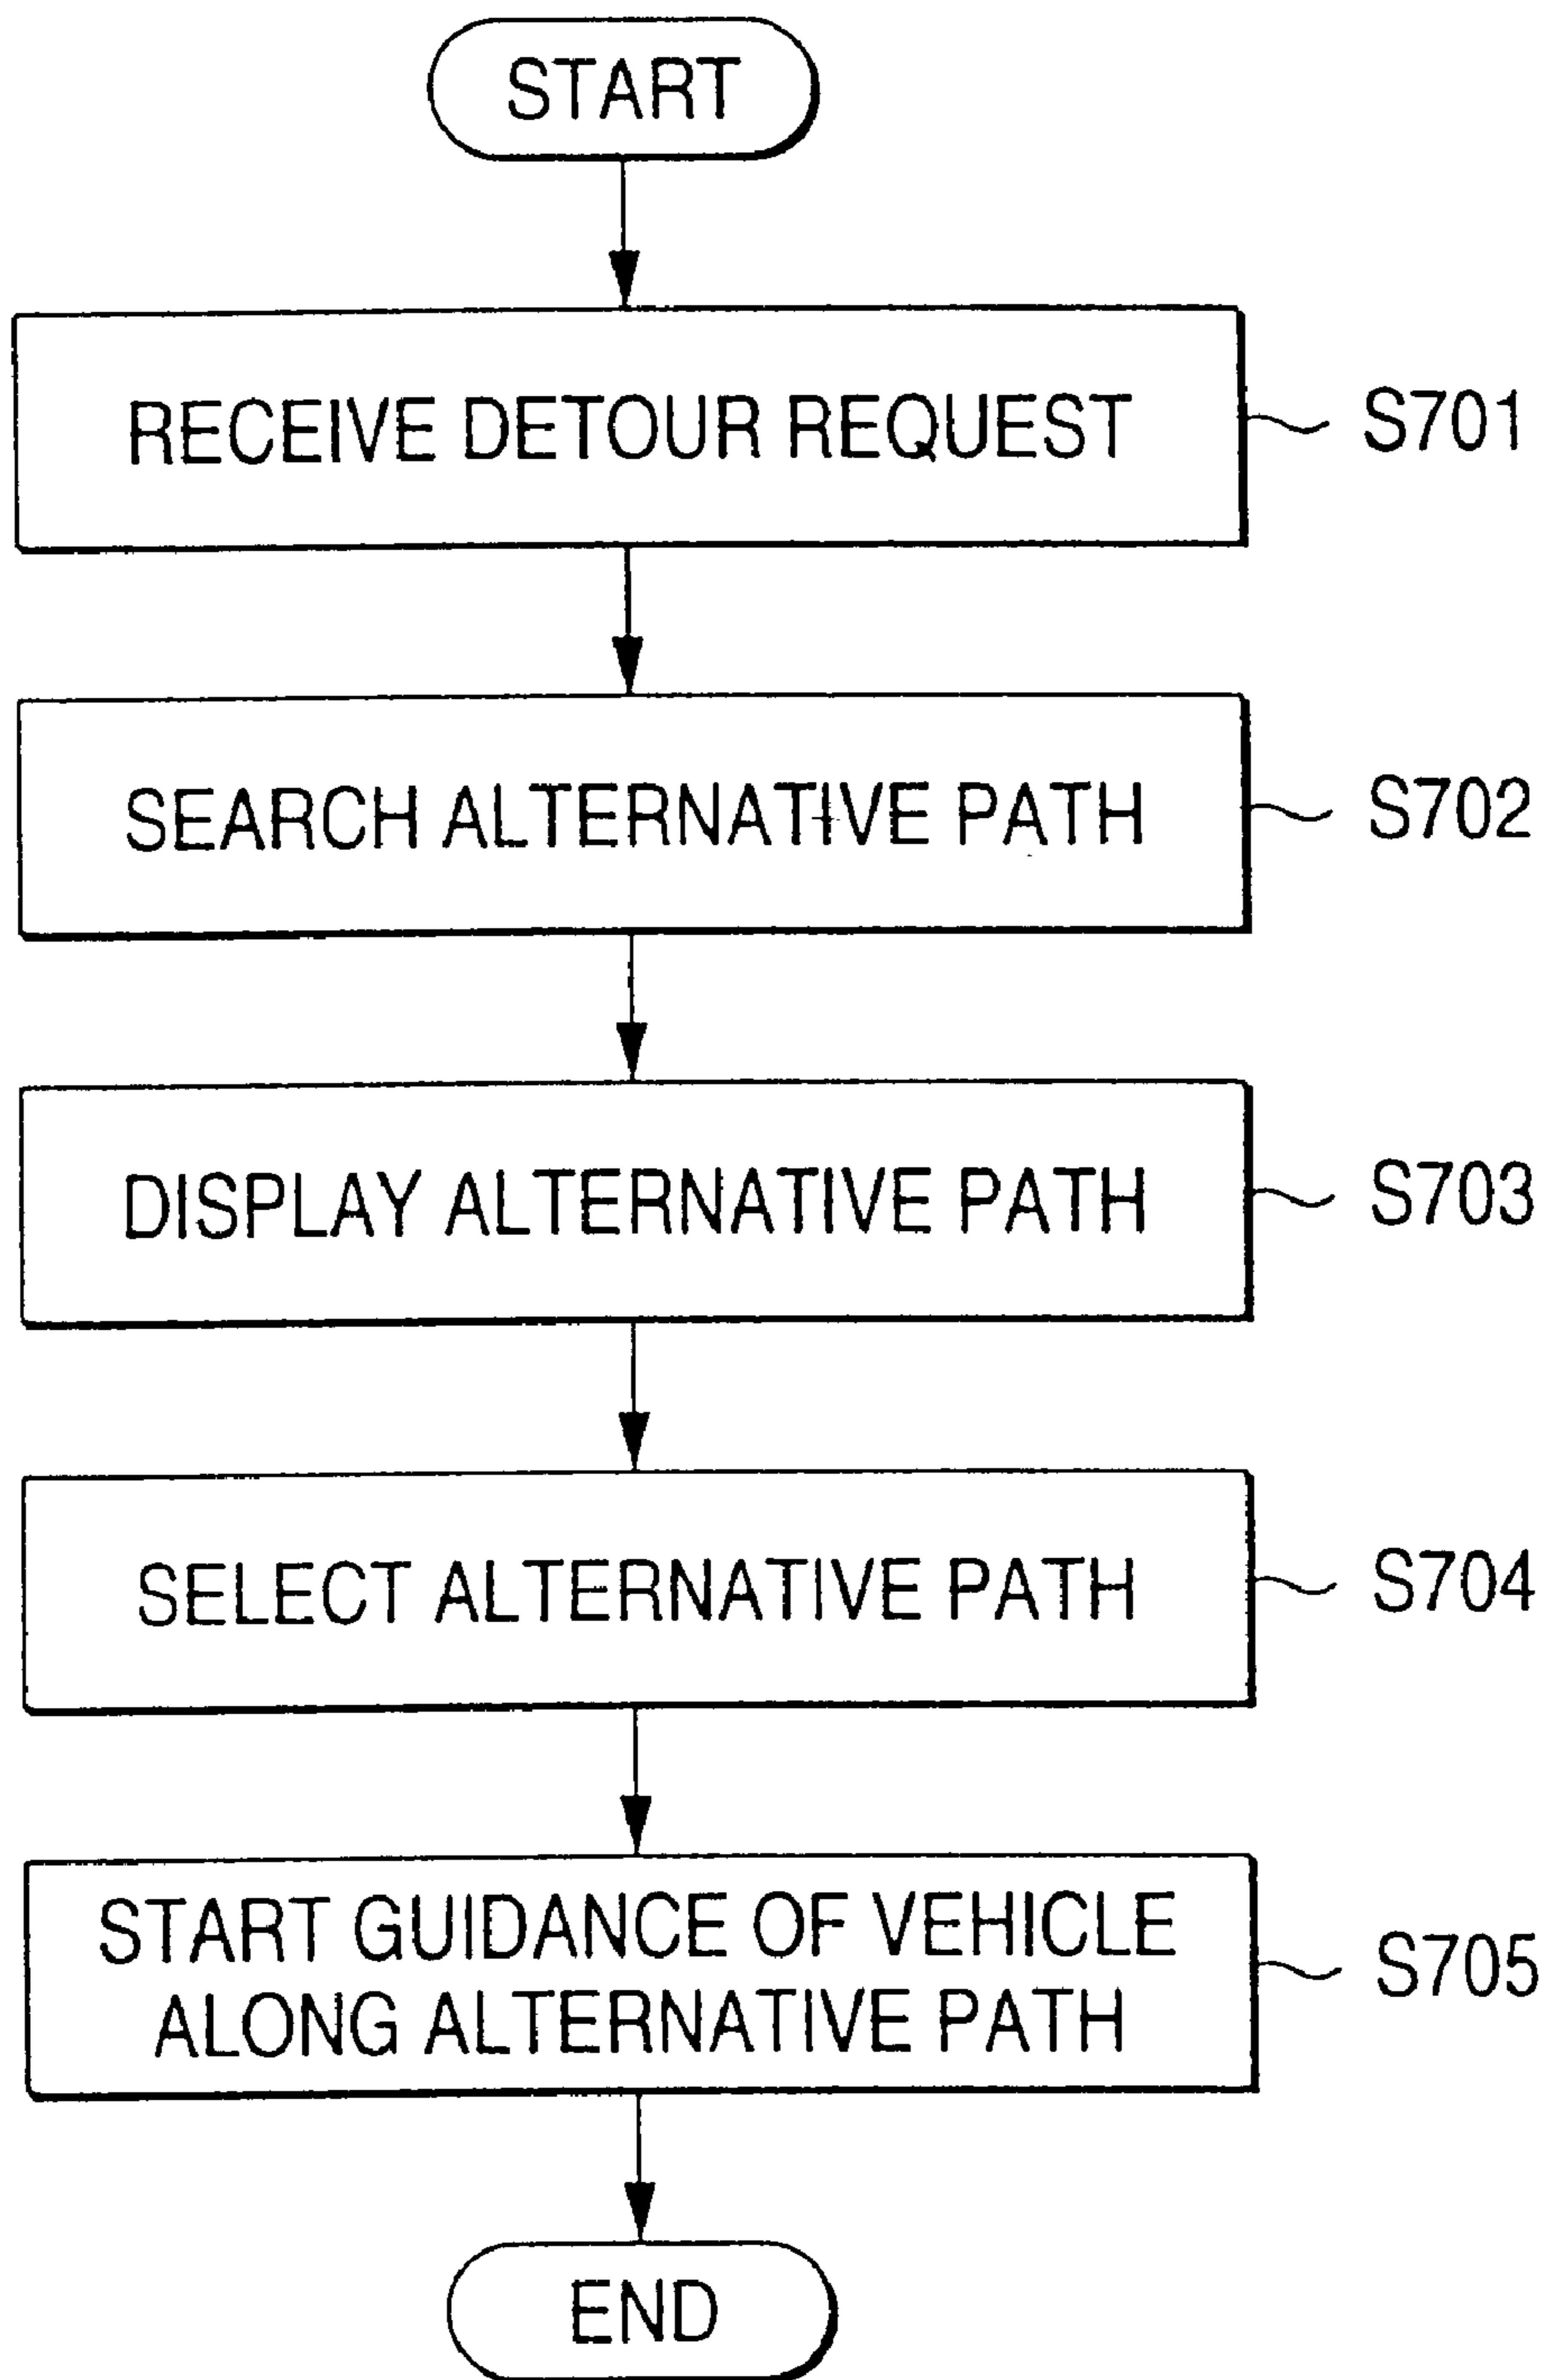 START
RECEIVE DETOUR REQUEST
S701
SEARCH ALTERNATIVE PATH
S702
DISPLAY ALTERNATIVE PATH
S703
SELECT ALTERNATIVE PATH
S704
START GUIDANCE OF VEHICLE
ALONG ALTERNATIVE PATH
S705
END